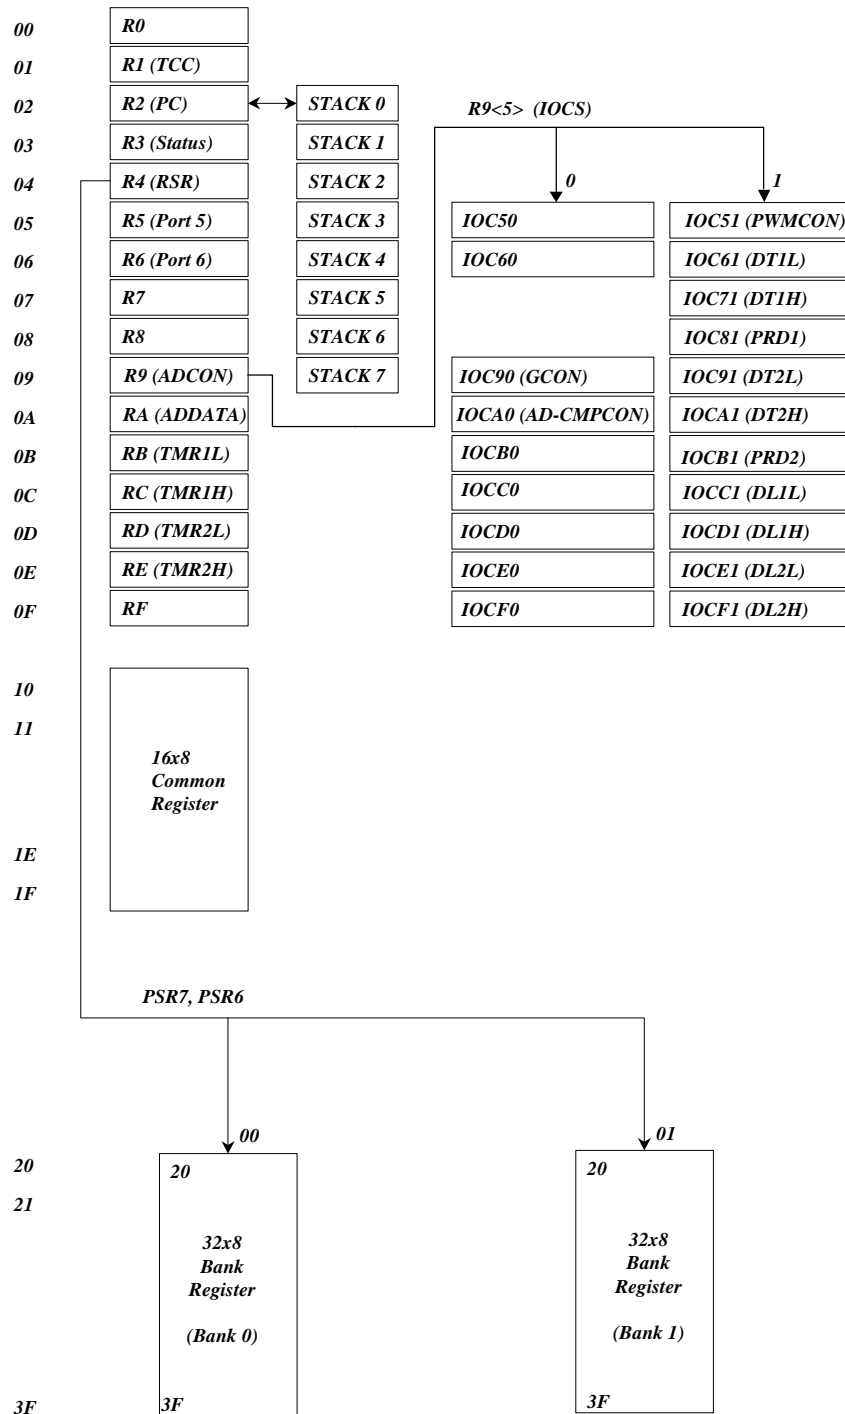 00 R0
01 R1 (TCC)
02 R2 (PC) STACK 0 R9<5> (IOCS)
03 R3 (Status) STACK 1
04 R4 (RSR) STACK 2 0 1
05 R5 (Port 5) STACK 3 IOC50 IOC51 (PWMCON)
06 R6 (Port 6) STACK 4 IOC60 IOC61 (DT1L)
07 R7 STACK 5 IOC71 (DT1H)
08 R8 STACK 6 IOC81 (PRD1)
09 R9 (ADCON) STACK 7 IOC90 (GCON) IOC91 (DT2L)
0A RA (ADDATA) IOCA0 (AD-CMPCON) IOCA1 (DT2H)
0B RB (TMR1L) IOCB0 IOCB1 (PRD2)
0C RC (TMR1H) IOCC0 IOCC1 (DL1L)
0D RD (TMR2L) IOCD0 IOCD1 (DL1H)
0E RE (TMR2H) IOCE0 IOCE1 (DL2L)
0F RF IOCF0 IOCF1 (DL2H)
10
11
16x8
Common
Register
1E
1F
PSR7, PSR6
00 01
20 20 20
21
32x8 32x8
Bank Bank
Register Register
(Bank 0) (Bank 1)
3F 3F 3F